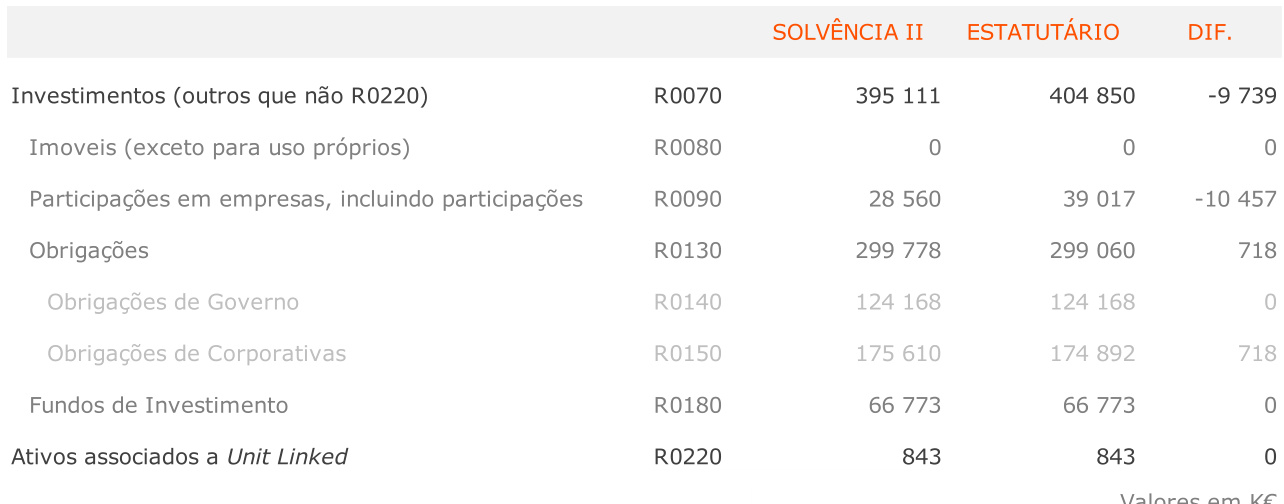 SOLVÊNCIA II ESTATUTÁRIO DIF.
Investimentos (outros que não R0220) R0070 395 111 404 850 -9 739
Imoveis (exceto para uso próprios) R0080 0 0 0
Participações em empresas, incluindo participações R0090 28 560 39 017 -10 457
Obrigações R0130 299 778 299 060 718
Obrigações de Governo R0140 124 168 124 168 0
Obrigações de Corporativas R0150 175 610 174 892 718
Fundos de Investimento R0180 66 773 66 773 0
Ativos associados a Unit Linked R0220 843 843 0
Valores em K€